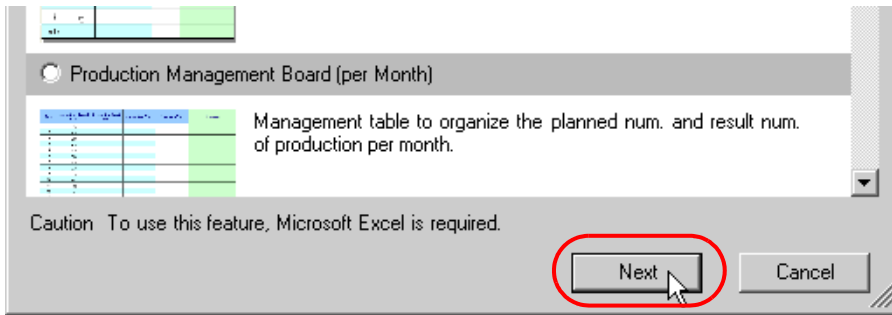 Production Management Board (per Month)
Management table to organize the planned num. and result num.
of production per month.
Caution To use this feature, Microsoft Excel is required.
Next
Cancel